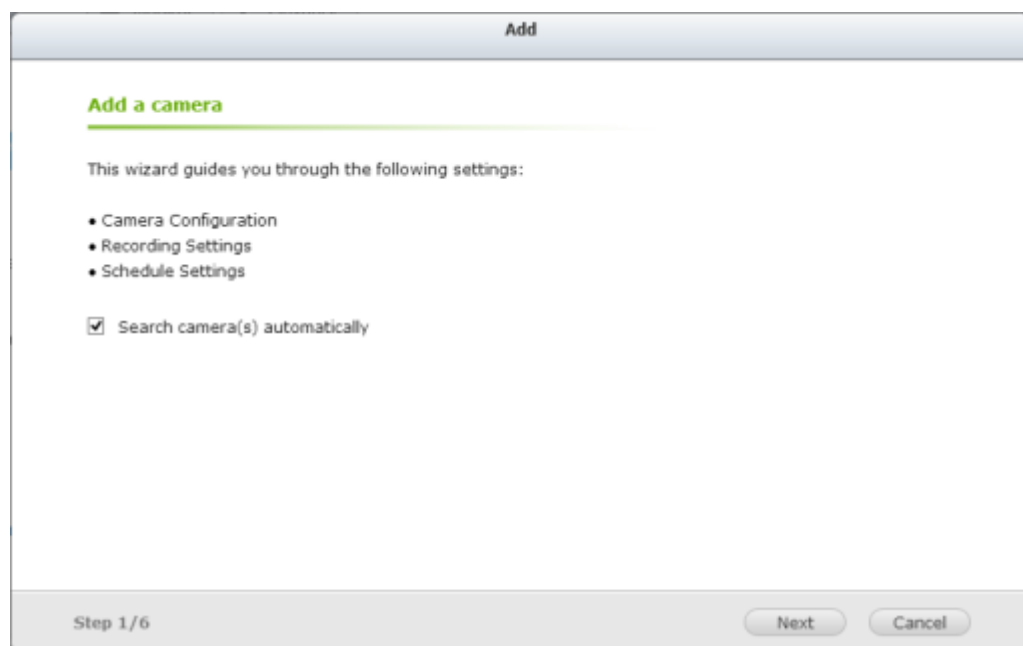 Add
Add a camera
This wizard guides you through the following settings:
• Camera Configuration
• Recording Settings
• Schedule Settings
Search camera(s) automatically
Step 1/6
Next
Cancel